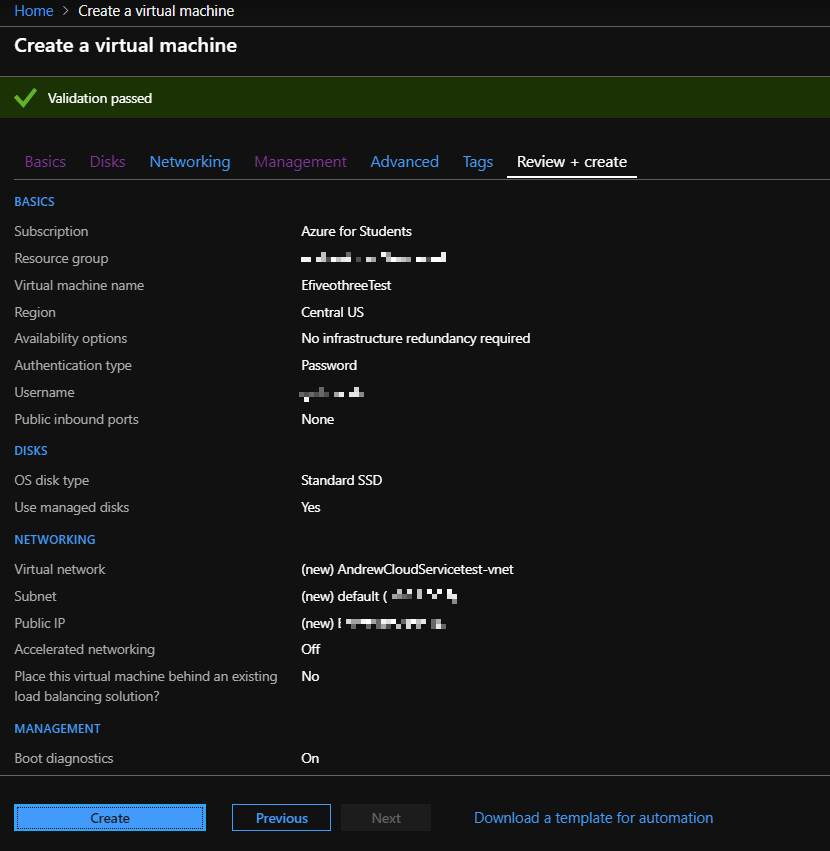 Home > Create a virtual machine
Create a virtual machine
Validation passed
Basics Disks Networking Management Advanced Tags Review + create
BASICS
Subscription Azure for Students
Resource group
Virtual machine name EfiveothreeTest
Region Central US
Availability options No infrastructure redundancy required
Authentication type Password
Username
Public inbound ports None
DISKS
OS disk type Standard SSD
Use managed disks Yes
NETWORKING
Virtual network (new) AndrewCloudServicetest-vnet
Subnet (new) default (
Public IP (new)
Accelerated networking Off
Place this virtual machine behind an existing No
load balancing solution?
MANAGEMENT
Boot diagnostics On
Create Previous Next Download a template for automation